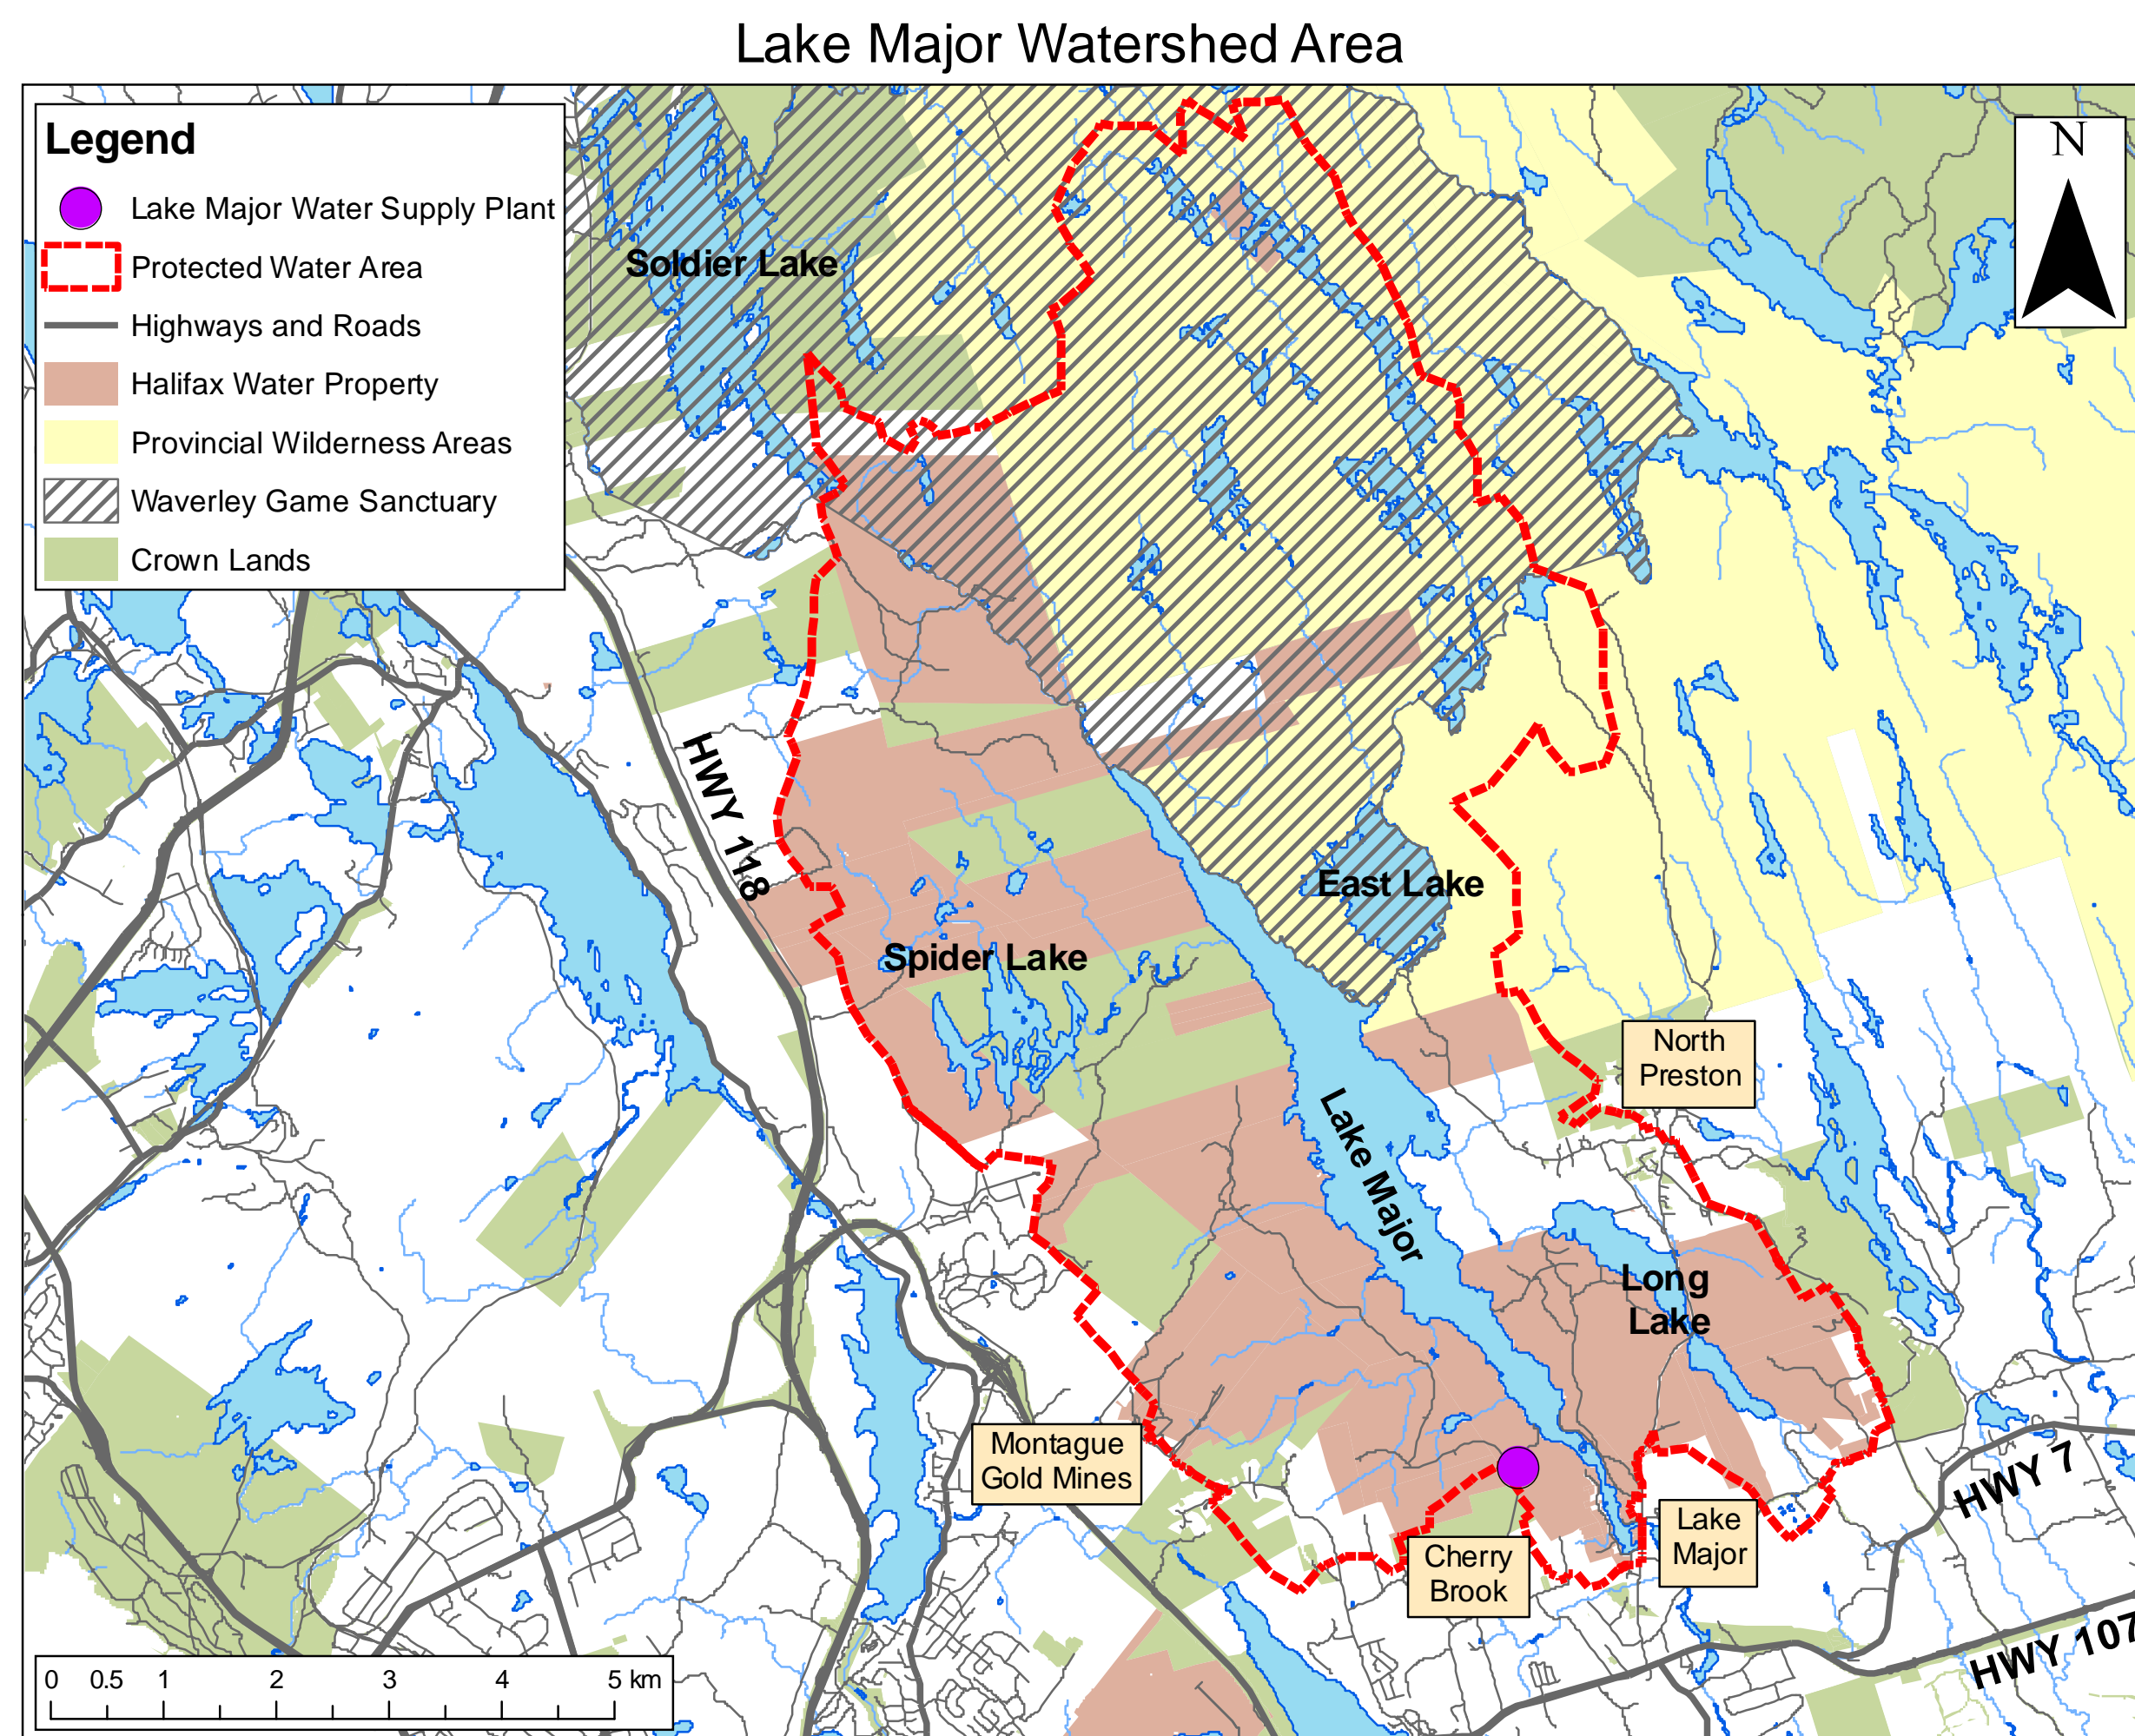 Lake Major Watershed Area
Legend
Lake Major Water Supply Plant
Protected Water Area
Highways and Roads
Halifax Water Property
Provincial Wilderness Areas
Waverley Game Sanctuary
Crown Lands
N
Soldier Lake
HWY 118
East Lake
Spider Lake
North
Preston
Lake Major
Long
Lake
Montague
Gold Mines
HWY 7
Lake
Major
Cherry
Brook
HWY 107
0 0.5 1 2 3 4 5 km